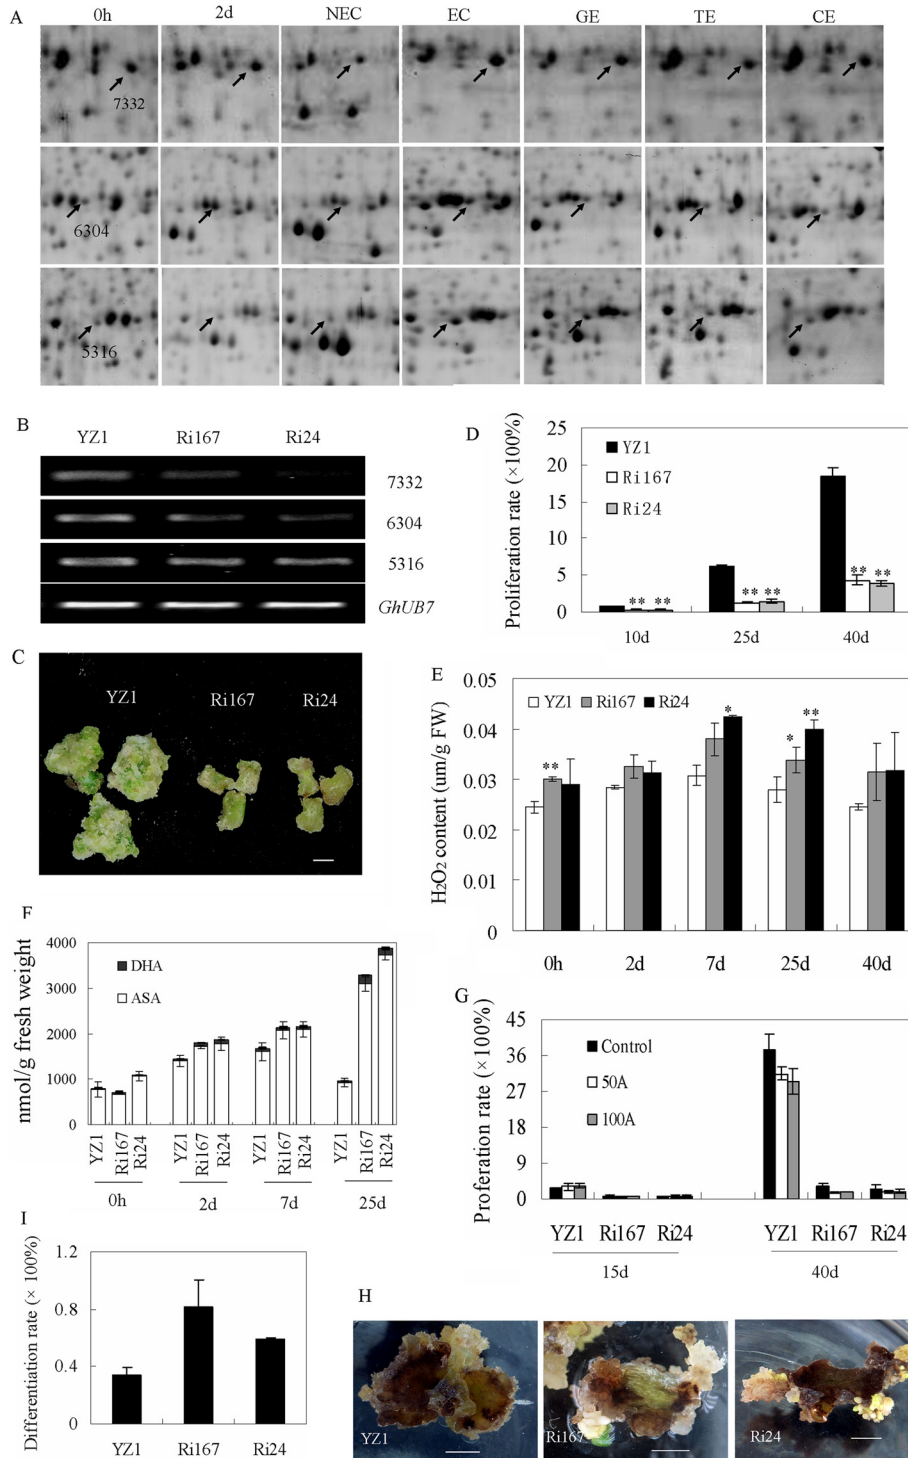 A
0h 2d NEC EC GE TE CE
7332
6304
5316
B
YZ1 Ri167 Ri24
7332
6304
5316
GhUB7
C
YZ1 Ri167 Ri24
D
Proliferation rate (×100%)
25
20
15
10
5
0
YZ1
Ri167
Ri24
** **
** **
** **
10d 25d 40d
E
H2O2 content (um/g FW)
0.05
0.04
0.03
0.02
0.01
0
YZ1 Ri167 Ri24
**
*
* **
0h 2d 7d 25d 40d
F
nmol/g fresh weight
4000
3000
2000
1000
0
DHA
ASA
YZ1 Ri167 Ri24 YZ1 Ri167 Ri24 YZ1 Ri167 Ri24 YZ1 Ri167 Ri24
0h 2d 7d 25d
G
Proferation rate (×100%)
45
36
27
18
9
0
Control
50A
100A
YZ1 Ri167 Ri24 YZ1 Ri167 Ri24
15d 40d
I
Differentiation rate (× 100%)
1.2
0.8
0.4
0
YZ1 Ri167 Ri24
H
YZ1 Ri167 Ri24